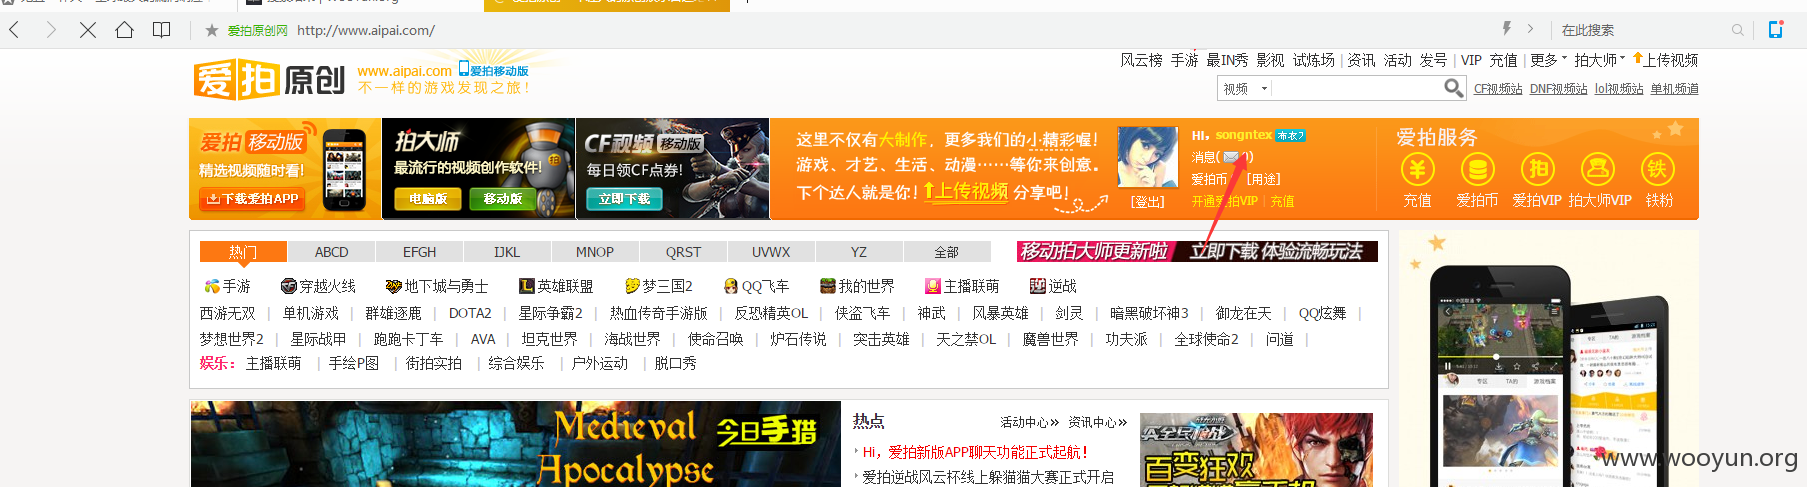 爱拍原创网 http://www.aipai.com/ 在此搜索
爱拍原创 www.aipai.com 爱拍移动版
不一样的游戏发现之旅！
风云榜 手游 最IN秀 影视 试炼场 | 资讯 活动 发号 | VIP 充值 | 更多 拍大师 上传视频
视频 CF视频站 DNF视频站 lol视频站 单机频道
爱拍 移动版
精选视频随时看!
下载爱拍APP
拍大师
最流行的视频创作软件!
电脑版 移动版
CF视频 移动版
每日领CF点券!
立即下载
这里不仅有大制作，更多我们的小精彩喔！
游戏、才艺、生活、动漫……等你来创意。
下个达人就是你! 上传视频 分享吧!
[登出]
HI，songntex 布衣7
消息(
爱拍币 [用途]
开通爱拍VIP | 充值
爱拍服务
充值 爱拍币 爱拍VIP 拍大师VIP 铁粉
热门 ABCD EFGH IJKL MNOP QRST UVWX YZ 全部
移动拍大师更新啦 立即下载 体验流畅玩法
手游 穿越火线 地下城与勇士 英雄联盟 梦三国2 QQ飞车 我的世界 主播联萌 逆战
西游无双 | 单机游戏 | 群雄逐鹿 | DOTA2 | 星际争霸2 | 热血传奇手游版 | 反恐精英OL | 侠盗飞车 | 神武 | 风暴英雄 | 剑灵 | 暗黑破坏神3 | 御龙在天 | QQ炫舞 |
梦想世界2 | 星际战甲 | 跑跑卡丁车 | AVA | 坦克世界 | 海战世界 | 使命召唤 | 炉石传说 | 突击英雄 | 天之禁OL | 魔兽世界 | 功夫派 | 全球使命2 | 问道 |
娱乐： 主播联萌 | 手绘P图 | 街拍实拍 | 综合娱乐 | 户外运动 | 脱口秀
Medieval
Apocalypse
今日手猎
热点 活动中心» 资讯中心»
Hi，爱拍新版APP聊天功能正式起航！
爱拍逆战风云杯线上躲猫猫大赛正式开启
全民枪战
百变狂欢
www.wooyun.org